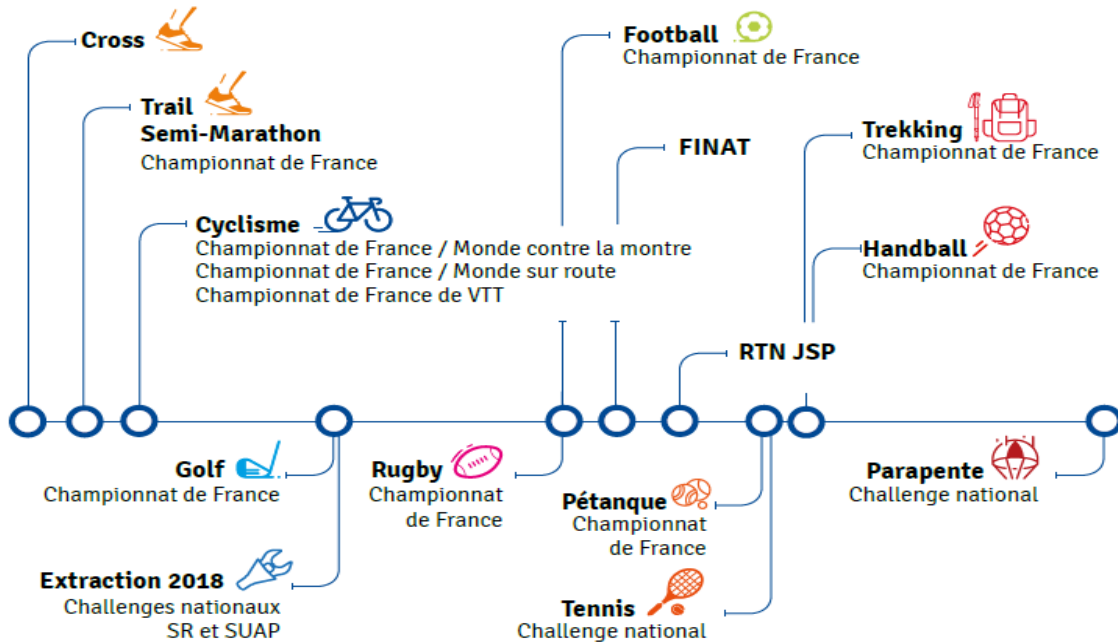 Cross
Trail
Semi-Marathon
Championnat de France
Cyclisme
Championnat de France / Monde contre la montre
Championnat de France / Monde sur route
Championnat de France de VTT
Football
Championnat de France
FINAT
Trekking
Championnat de France
Handball
Championnat de France
RTN JSP
Golf
Championnat de France
Extraction 2018
Challenges nationaux
SR et SUAP
Rugby
Championnat
de France
Pétanque
Championnat
de France
Tennis
Challenge national
Parapente
Challenge national